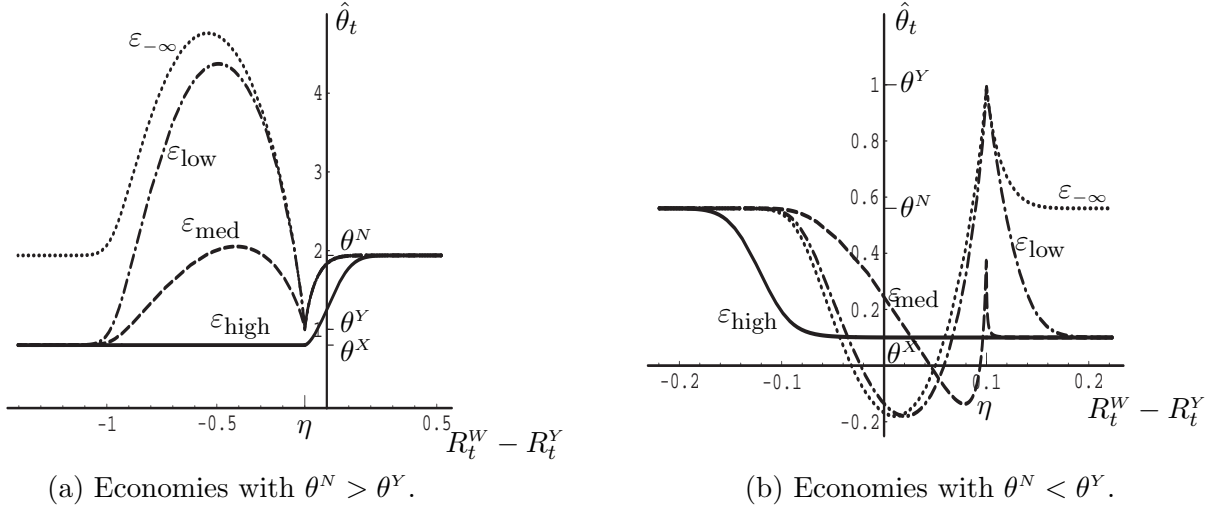 θ̂_t
ε_{−∞}
4
3
ε_low
ε_med
2
θ^N
ε_high
1
θ^Y
θ^X
-1
-0.5
η
0.5
R_t^W − R_t^Y
(a) Economies with θ^N > θ^Y.
θ̂_t
1
θ^Y
0.8
0.6
θ^N
ε_{−∞}
0.4
ε_low
ε_med
ε_high
0.2
θ^X
-0.2
-0.1
0.1
0.2
η
R_t^W − R_t^Y
-0.2
(b) Economies with θ^N < θ^Y.